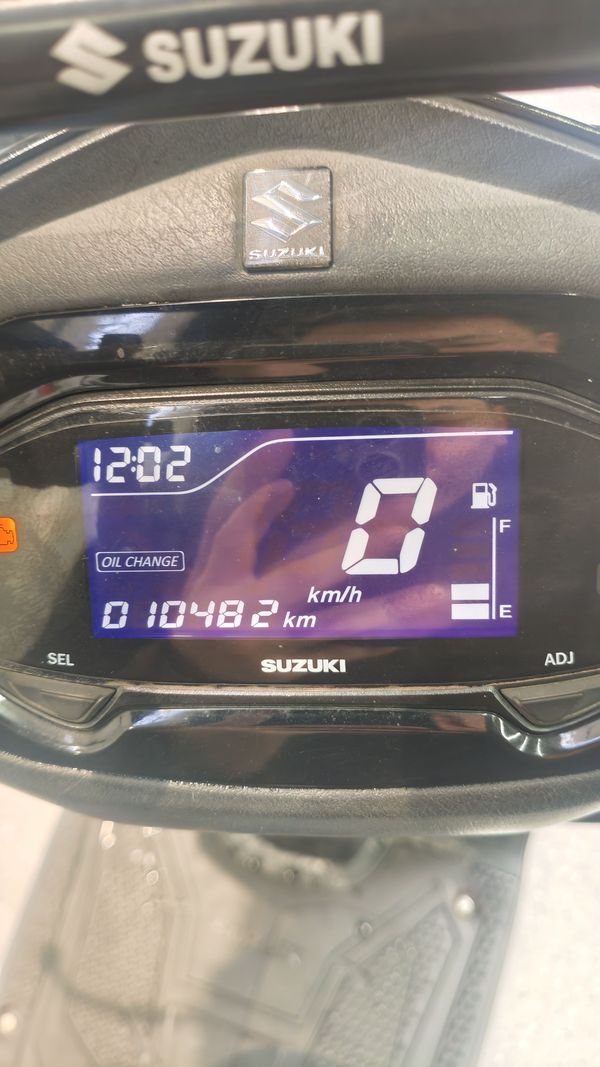 SUZUKI
SUZUKI
12:02
0
F
OIL CHANGE
km/h
E
010482 km
SEL
SUZUKI
ADJ